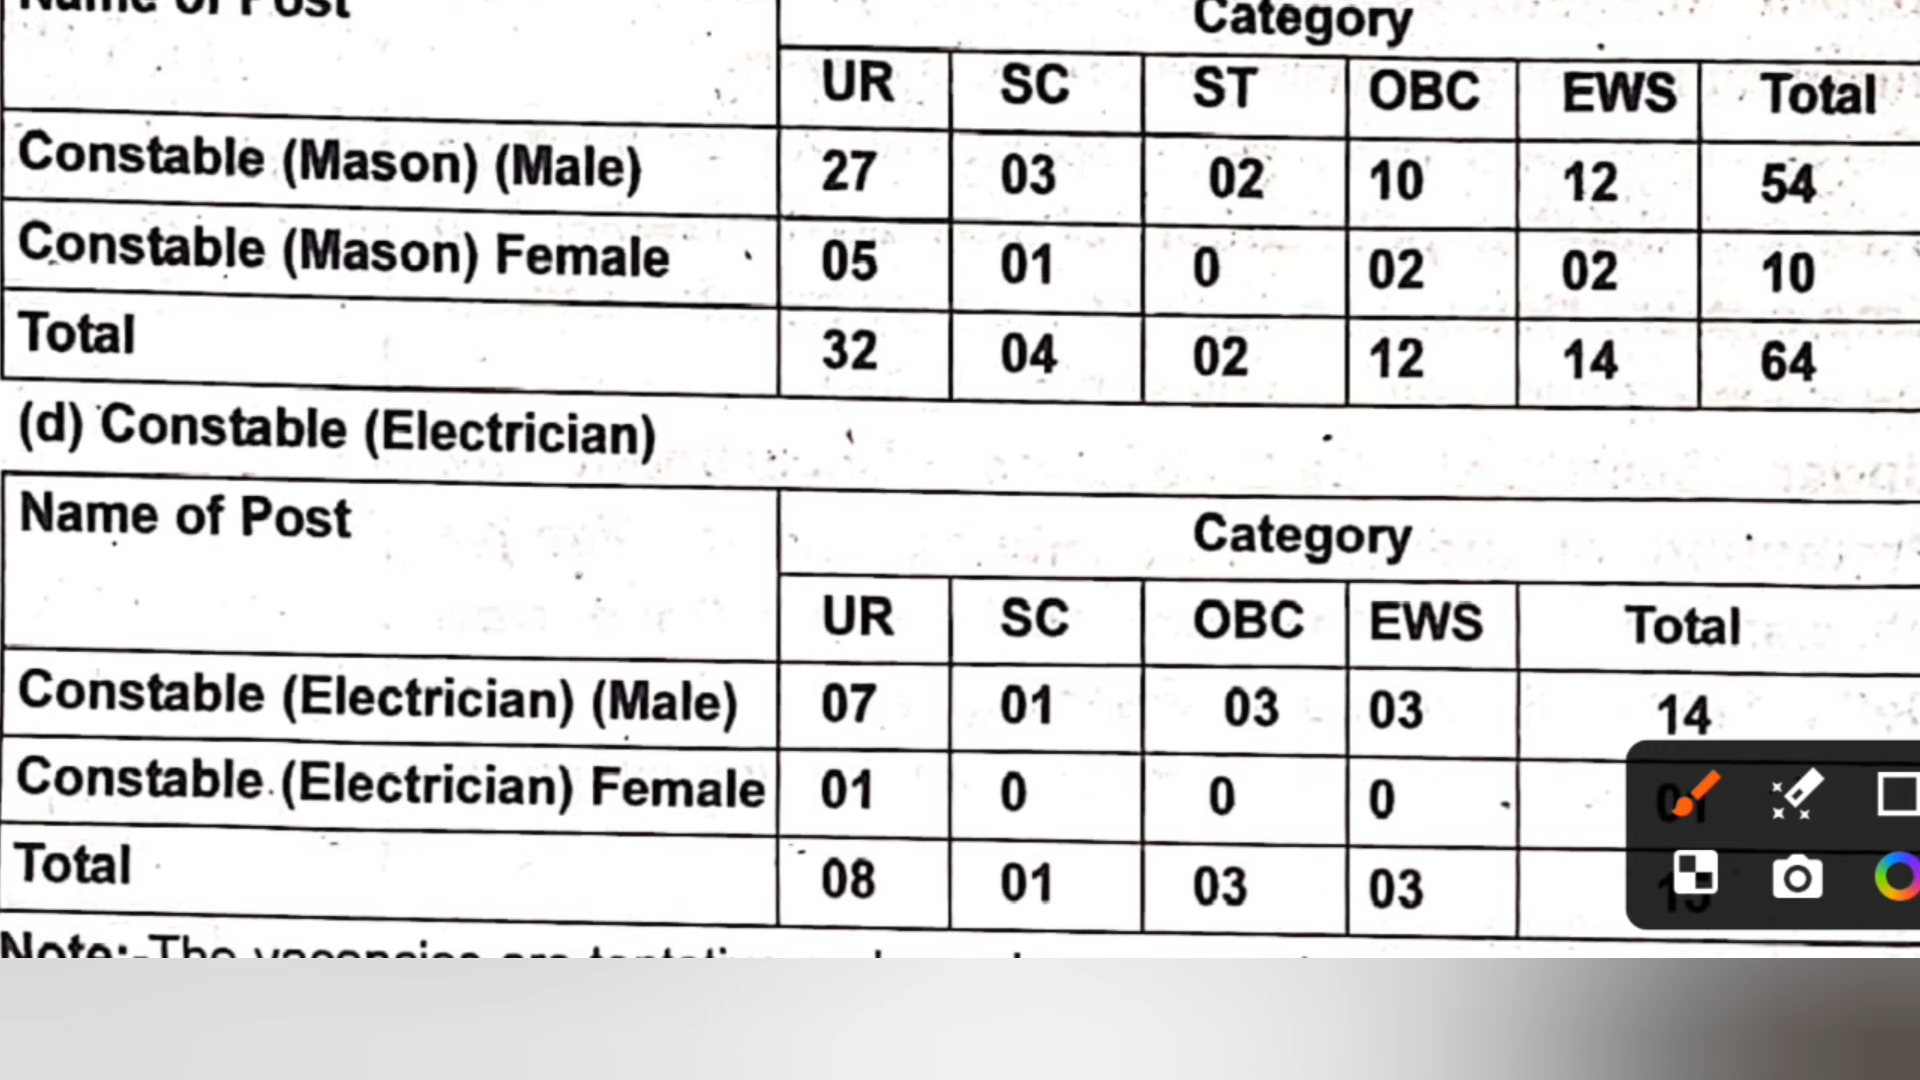 Name of Post Category
UR SC ST OBC EWS Total
Constable (Mason) (Male) 27 03 02 10 12 54
Constable (Mason) Female 05 01 0 02 02 10
Total 32 04 02 12 14 64
(d) Constable (Electrician)
Name of Post Category
UR SC OBC EWS Total
Constable (Electrician) (Male) 07 01 03 03 14
Constable (Electrician) Female 01 0 0 0 01
Total 08 01 03 03 15
Note:-The vacancies are